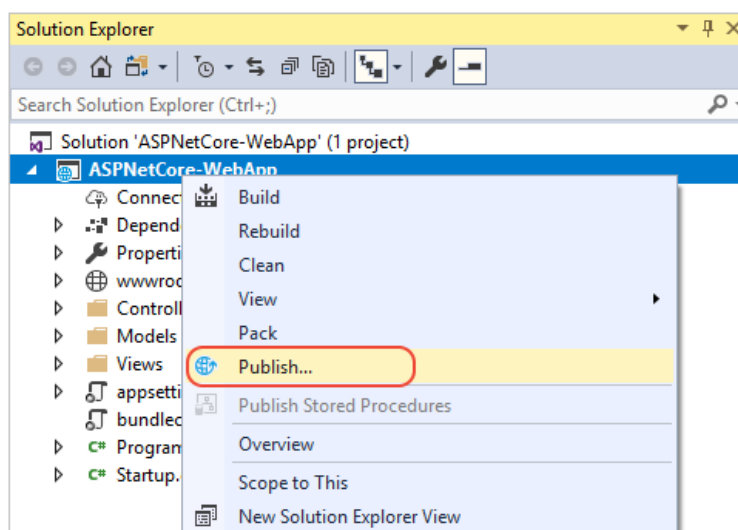 Solution Explorer
Search Solution Explorer (Ctrl+;)
Solution 'ASPNetCore-WebApp' (1 project)
ASPNetCore-WebApp
Connec
Build
Depend
Rebuild
Properti
Clean
wwwroo
View
Controll
Pack
Models
Publish...
Views
appsetti
Publish Stored Procedures
bundlec
Overview
C# Program
C# Startup.
Scope to This
New Solution Explorer View